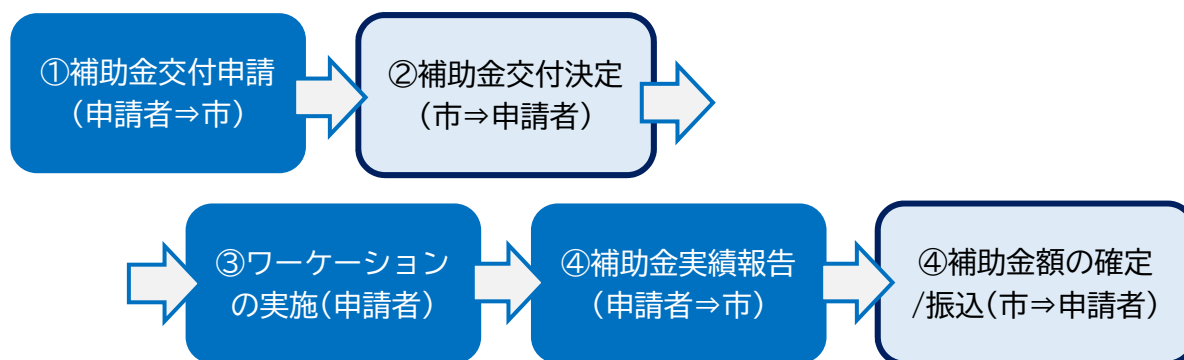 ①補助金交付申請
（申請者⇒市）
②補助金交付決定
（市⇒申請者）
③ワーケーション
の実施（申請者）
④補助金実績報告
（申請者⇒市）
④補助金額の確定
/振込（市⇒申請者）